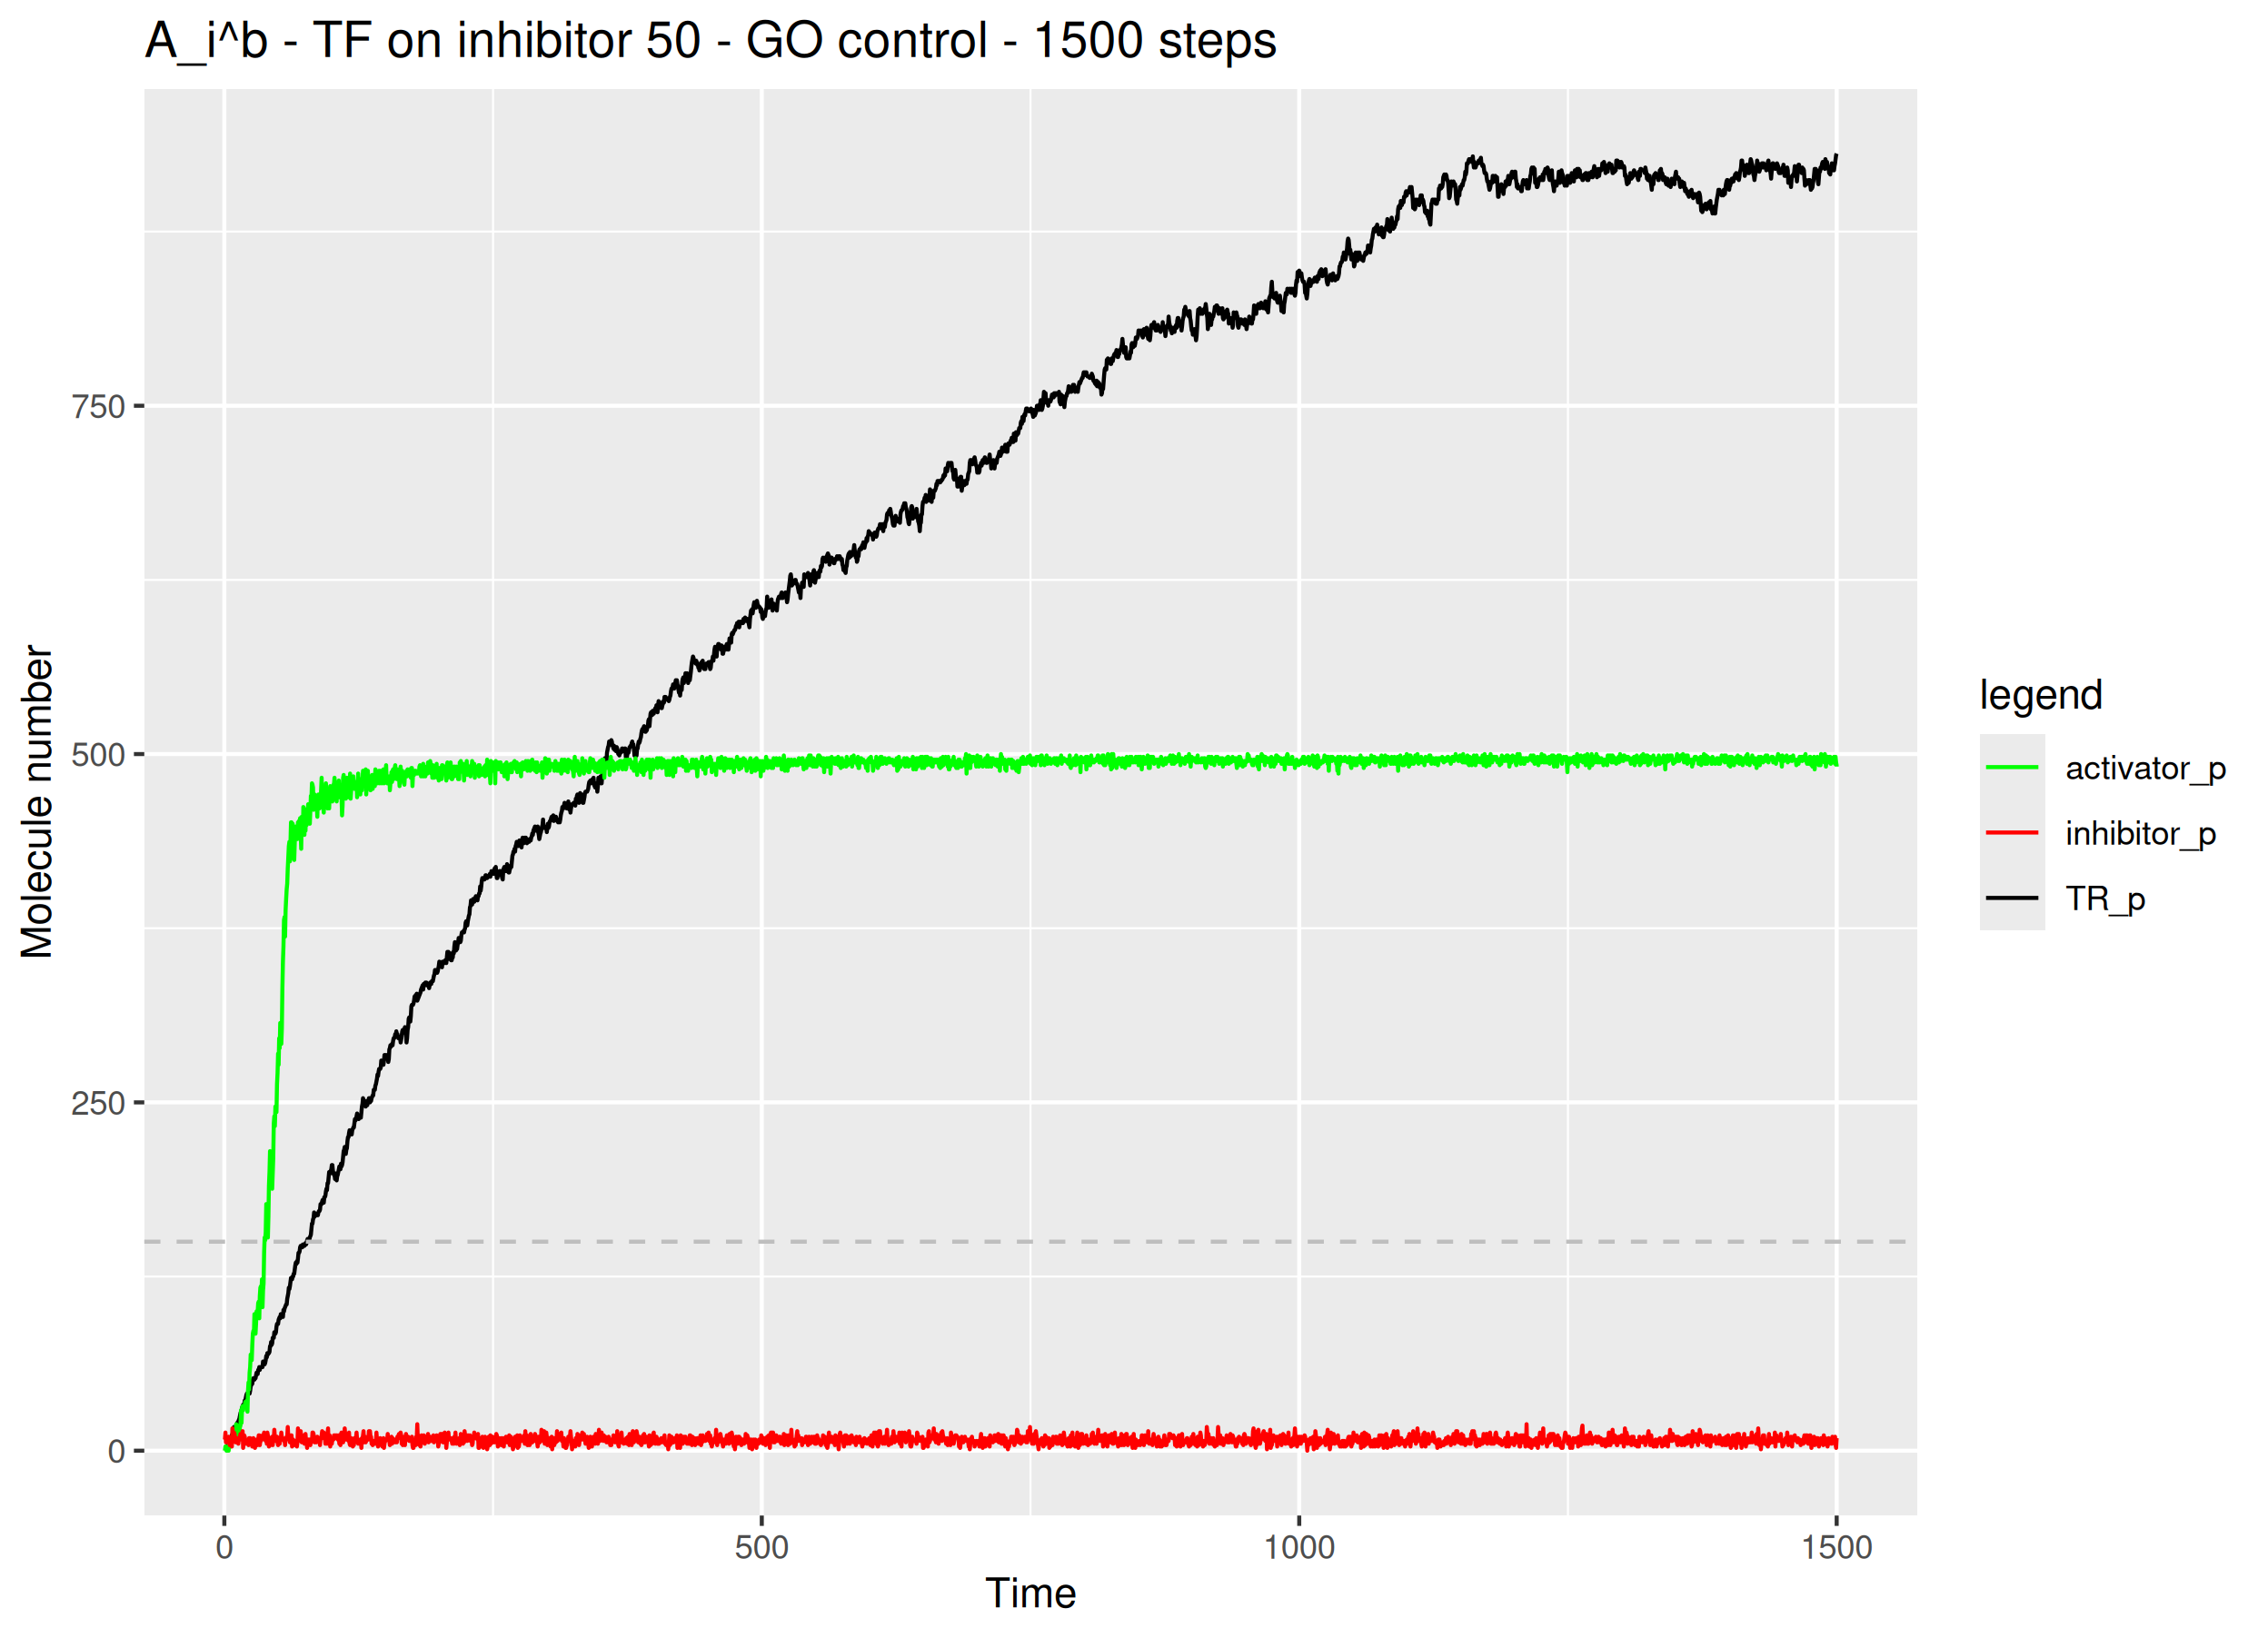 A_i^b - TF on inhibitor 50 - GO control - 1500 steps
Molecule number
750
500
250
0
0 500 1000 1500
Time
legend
activator_p
inhibitor_p
TR_p